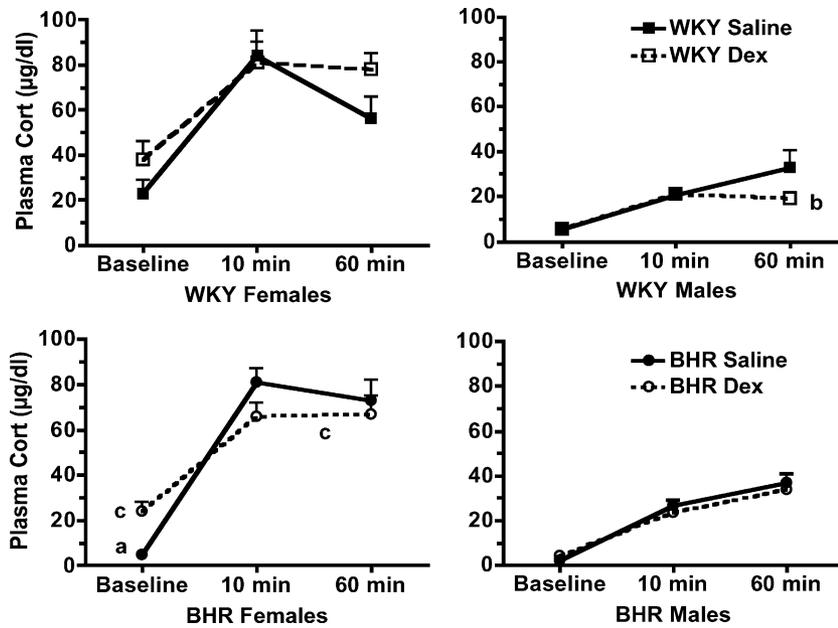 Plasma Cort (µg/dl)
100
80
60
40
20
0
Baseline 10 min 60 min
WKY Females
100
80
60
40
20
0
WKY Saline
WKY Dex
b
Baseline 10 min 60 min
WKY Males
Plasma Cort (µg/dl)
100
80
60
40
20
0
c
a
c
Baseline 10 min 60 min
BHR Females
100
80
60
40
20
0
BHR Saline
BHR Dex
Baseline 10 min 60 min
BHR Males